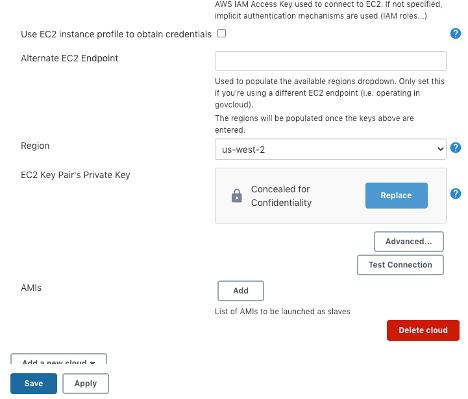 AWS IAM Access Key used to connect to EC2. If not specified,
implicit authentication mechanisms are used (IAM roles...)
Use EC2 instance profile to obtain credentials
?
Alternate EC2 Endpoint
Used to populate the available regions dropdown. Only set this
if you're using a different EC2 endpoint (i.e. operating in
govcloud).
The regions will be populated once the keys above are
entered.
Region
us-west-2
?
EC2 Key Pair's Private Key
Concealed for
Confidentiality
Replace
?
Advanced...
Test Connection
AMIs
Add
List of AMIs to be launched as slaves
Delete cloud
Add a new cloud
Save
Apply